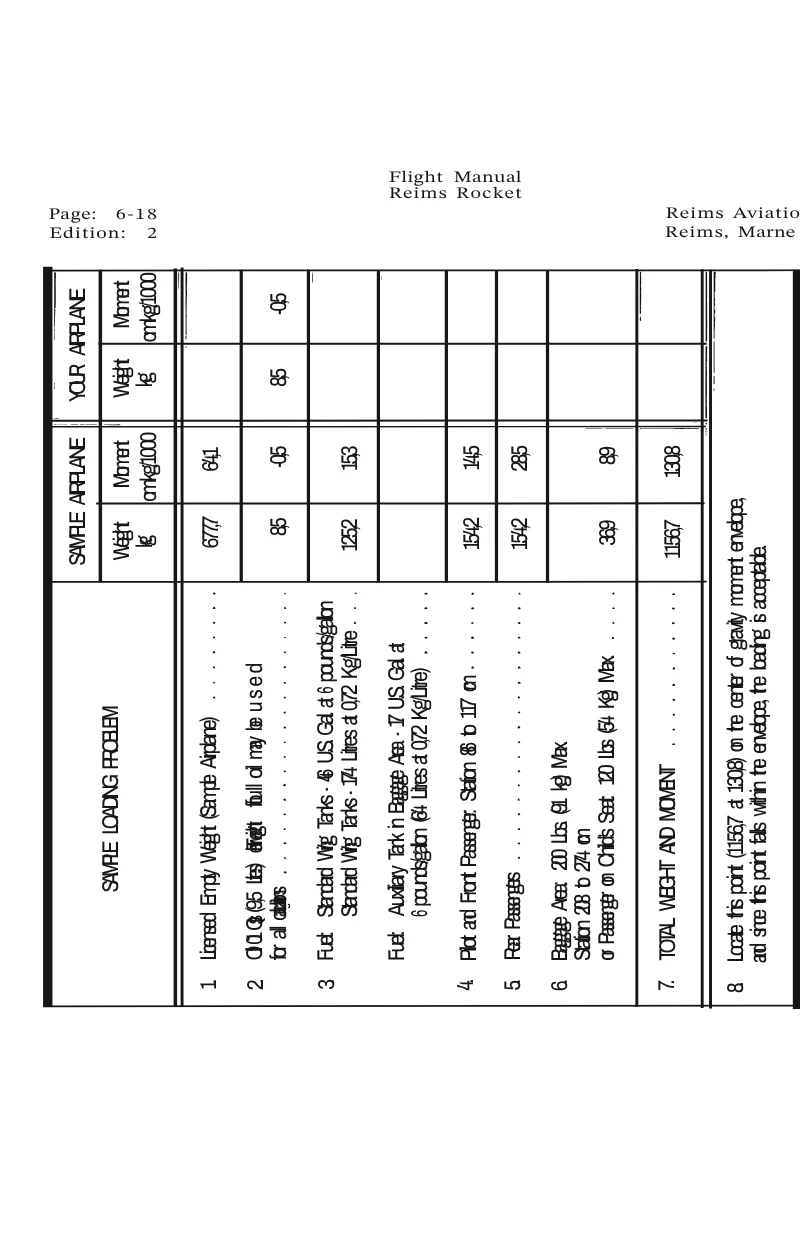 Flight Manual
Reims Rocket
Page: 6-18
Edition: 2
Reims Aviatio
Reims, Marne
SAMPLE LOADING PROBLEM
SAMPLE AIRPLANE
YOUR AIRPLANE
Weight
kg
Moment
cmkg/1000
Weight
kg
Moment
cmkg/1000
1. Licensed Empty Weight (Sample Airplane) . . . . . . . . 677,7 64,1
2. Oil 10 Qts (9,5 Ltes) full oil may be used
for all . . . . . . . . . . . . . . . . . 8,5 -0,5 8,5 -0,5
3. Fuel: Standard Wing Tanks - 46 U.S. Gal. at 6 pounds/gallon
Standard Wing Tanks - 174 Litres at 0,72 Kg/Litre . . . 125,2 15,3
Fuel: Auxiliary Tank in Baggage Area - 17 U.S. Gal. at
6 pounds/gallon (64 Litres at 0,72 Kg/Litre) . . . . .
4. Pilot and Front Passenger: Station 86 to 117 cm . . . . . . 154,2 14,5
5. Rear Passengers . . . . . . . . . . . . . . . 154,2 28,5
6. Baggage Area: 200 Lbs. (91 kg) Max
Station 208 to 274 cm
or Passenger on Child's Seat: 120 Lbs (54 Kg) Max. . . . . 36,9 8,9
7. TOTAL WEIGHT AND MOMENT . . . . . . . . . . 1156,7 130,8
8. Locate this point (1156,7 at 130,8) on the center of gravity moment envelope,
and since this point falls within the envelope, the loading is acceptable.